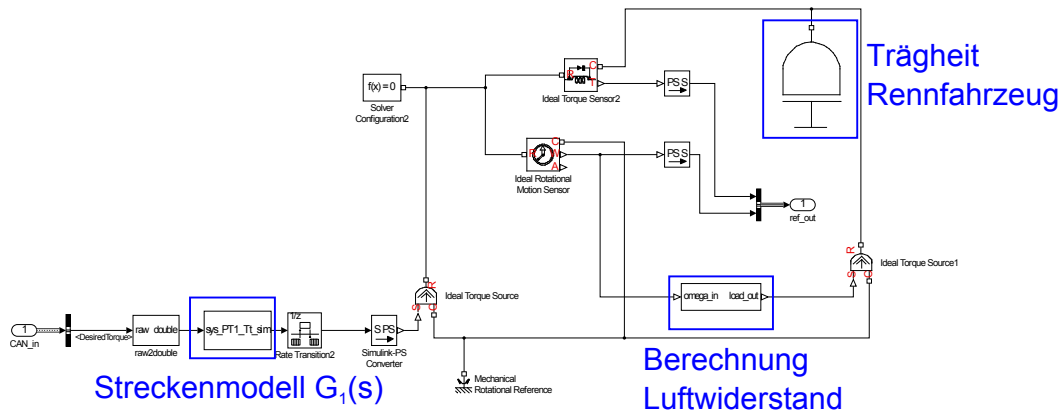 Trägheit
Rennfahrzeug
f(x) = 0
Solver
Configuration2
R
C
T
Ideal Torque Sensor2
PS S
R
C
W
A
Ideal Rotational
Motion Sensor
PS S
1
ref_out
R
S
C
Ideal Torque Source1
omega_in load_out
Berechnung
Luftwiderstand
R
S
C
Ideal Torque Source
1
CAN_in
<DesiredTorque>
raw double
raw2double
sys_PT1_Tt_sim
1/z
Rate Transition2
S PS
Simulink-PS
Converter
Mechanical
Rotational Reference
Streckenmodell G₁(s)